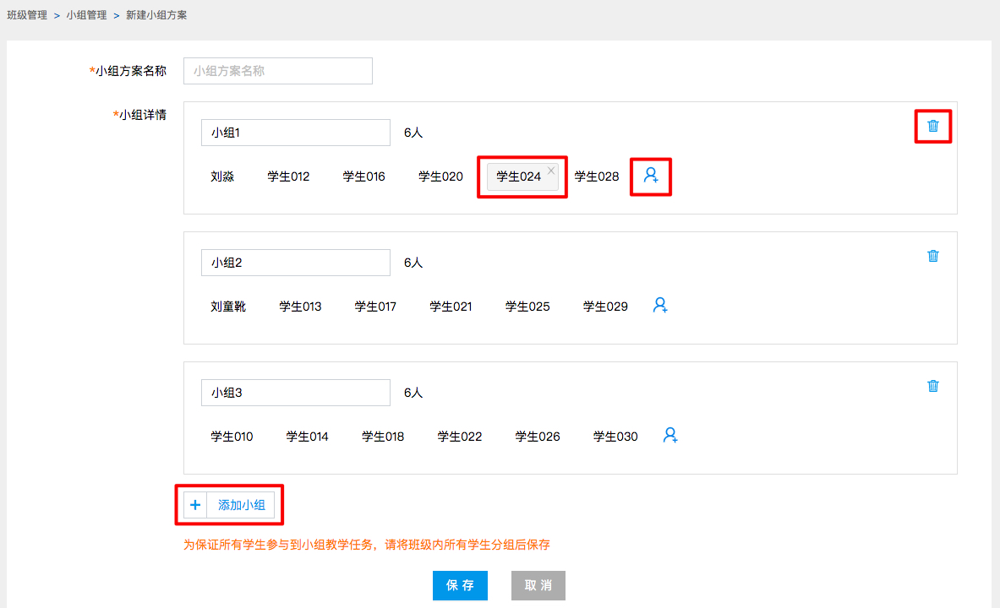 班级管理 > 小组管理 > 新建小组方案
*小组方案名称 小组方案名称
*小组详情
小组1 6人
刘淼 学生012 学生016 学生020 学生024 X 学生028
小组2 6人
刘童靴 学生013 学生017 学生021 学生025 学生029
小组3 6人
学生010 学生014 学生018 学生022 学生026 学生030
+ 添加小组
为保证所有学生参与到小组教学任务，请将班级内所有学生分组后保存
保存 取消